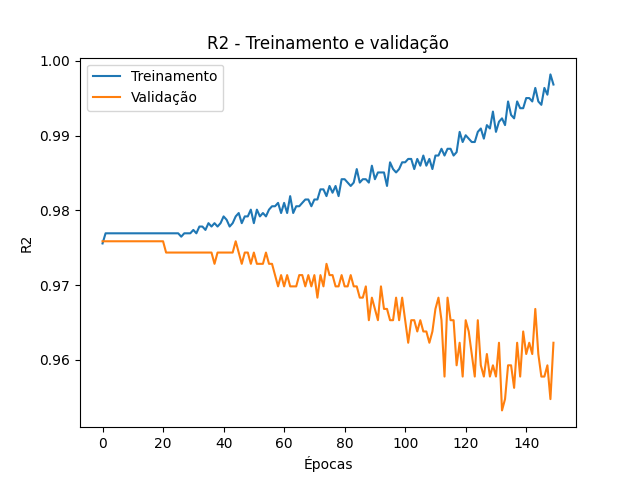 R2 - Treinamento e validação
Treinamento
Validação
1.00
0.99
0.98
0.97
0.96
R2
0 20 40 60 80 100 120 140
Épocas